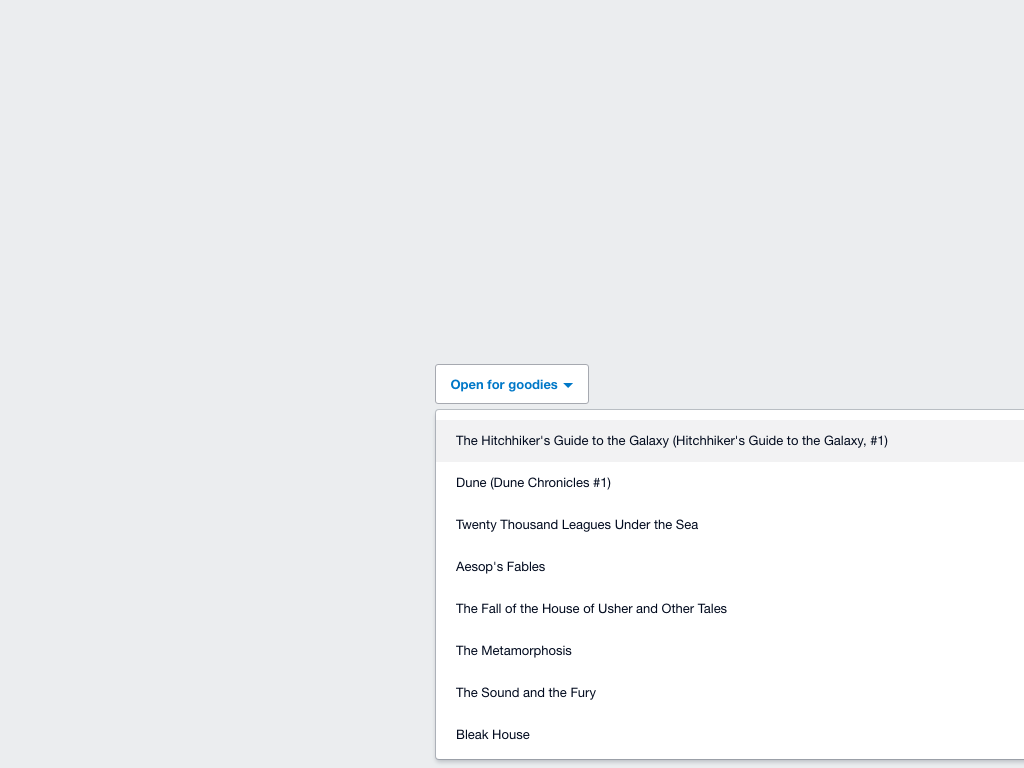 Open for goodies
The Hitchhiker's Guide to the Galaxy (Hitchhiker's Guide to the Galaxy, #1)
Dune (Dune Chronicles #1)
Twenty Thousand Leagues Under the Sea
Aesop's Fables
The Fall of the House of Usher and Other Tales
The Metamorphosis
The Sound and the Fury
Bleak House